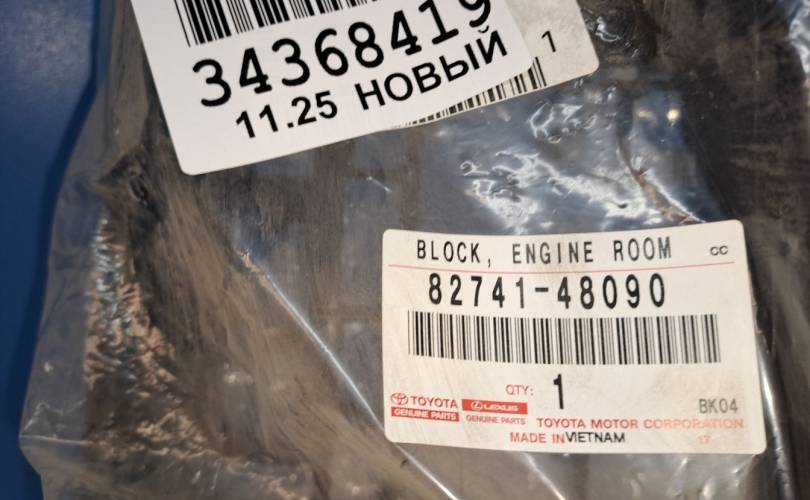 34368419
11.25 НОВЫЙ
1
BLOCK, ENGINE ROOM CC
82741-48090
QTY: 1
BK04
TOYOTA LEXUS
GENUINE PARTS GENUINE PARTS
TOYOTA MOTOR CORPORATION
MADE IN VIETNAM 17